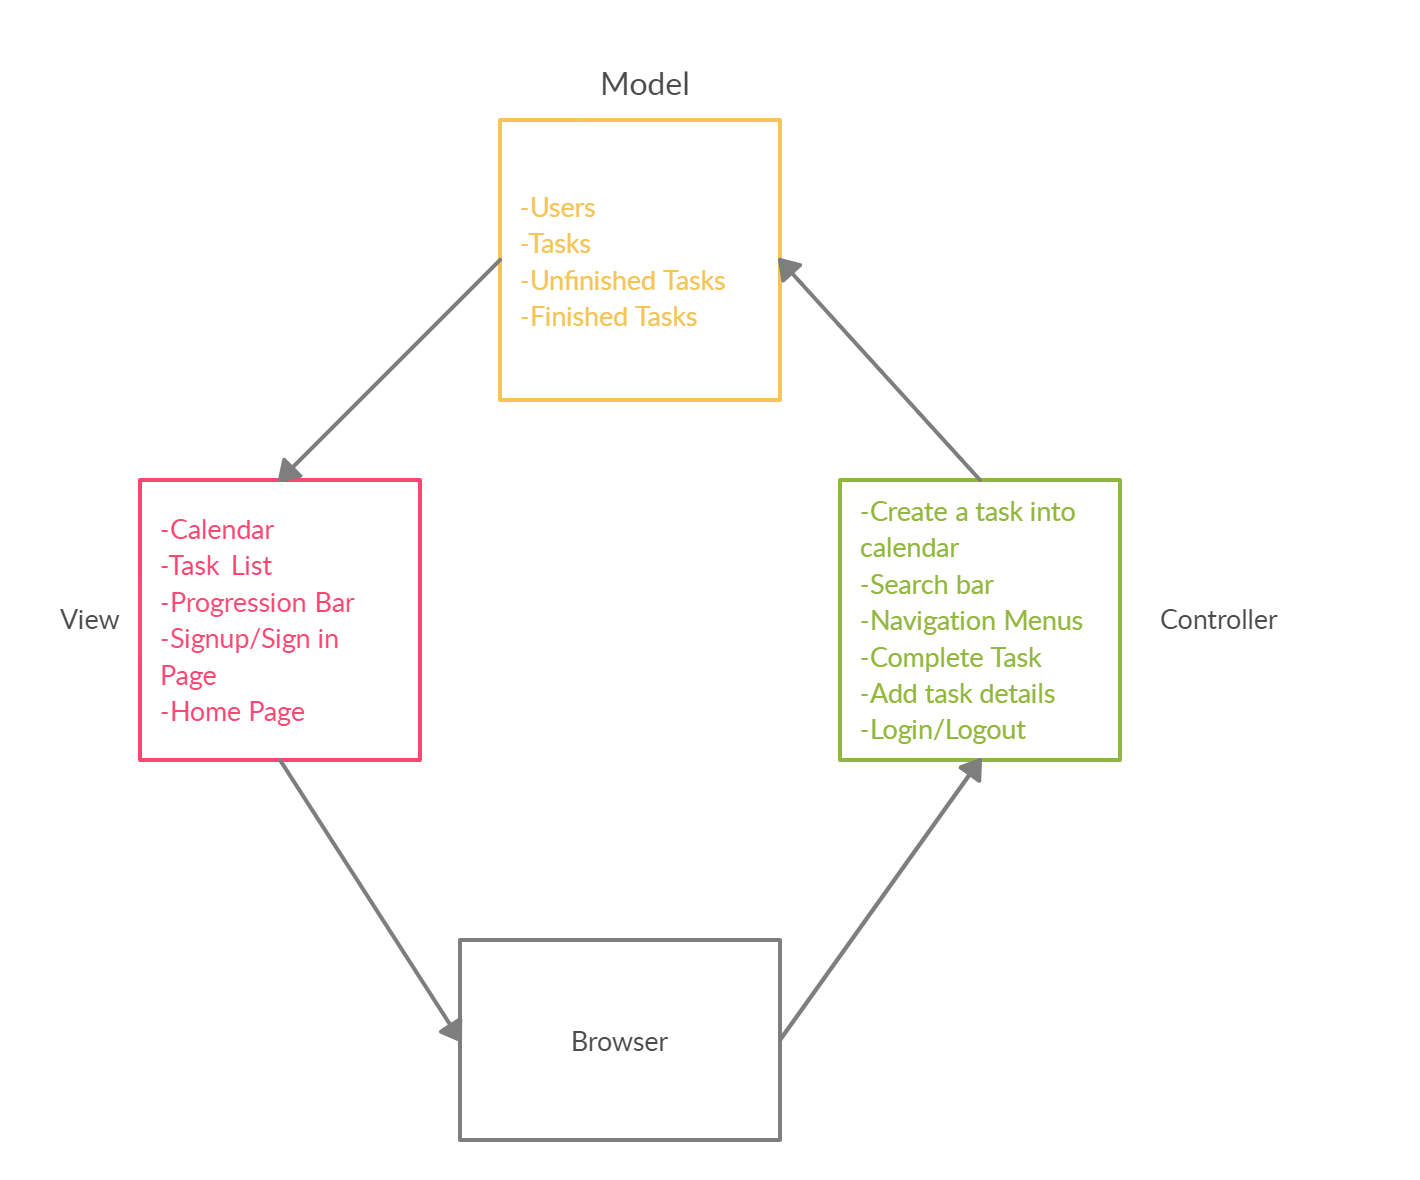 Model
-Users
-Tasks
-Unfinished Tasks
-Finished Tasks
View
-Calendar
-Task List
-Progression Bar
-Signup/Sign in
Page
-Home Page
-Create a task into
calendar
-Search bar
-Navigation Menus
-Complete Task
-Add task details
-Login/Logout
Controller
Browser